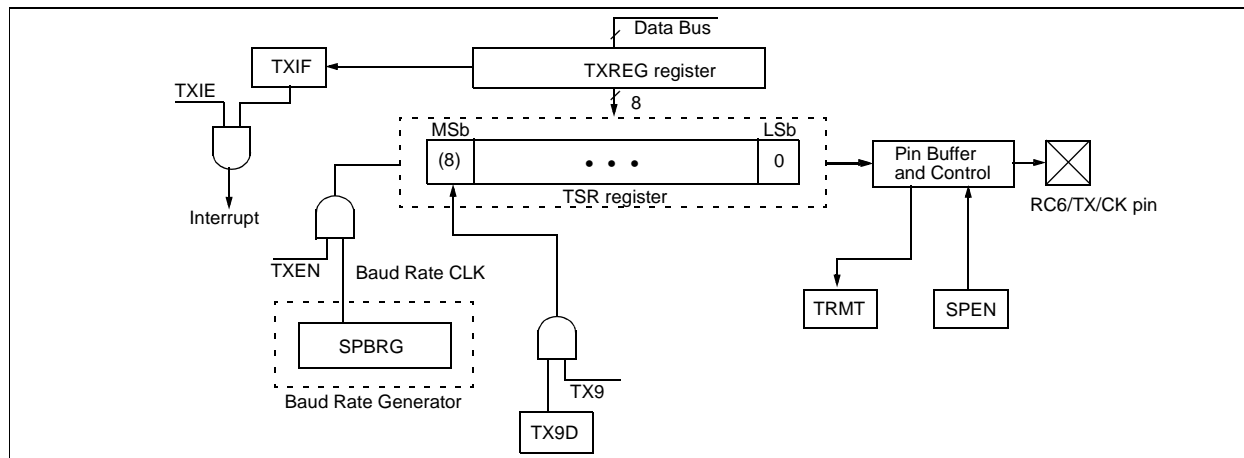 Data Bus
TXIF
TXREG register
TXIE
8
MSb
LSb
(8)
• • •
0
Pin Buffer
and Control
TSR register
Interrupt
RC6/TX/CK pin
TXEN
Baud Rate CLK
TRMT
SPEN
SPBRG
TX9
Baud Rate Generator
TX9D